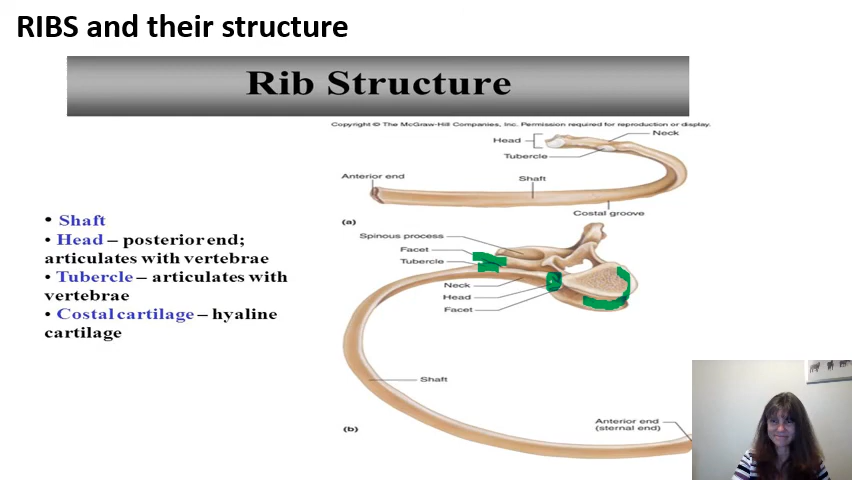 RIBS and their structure
Rib Structure
Copyright © The McGraw-Hill Companies, Inc. Permission required for reproduction or display.
Neck
Head
Tubercle
Anterior end
Shaft
Costal groove
(a)
Spinous process
Facet
Tubercle
Neck
Head
Facet
Shaft
Anterior end
(sternal end)
(b)
• Shaft
• Head – posterior end;
articulates with vertebrae
• Tubercle – articulates with
vertebrae
• Costal cartilage – hyaline
cartilage